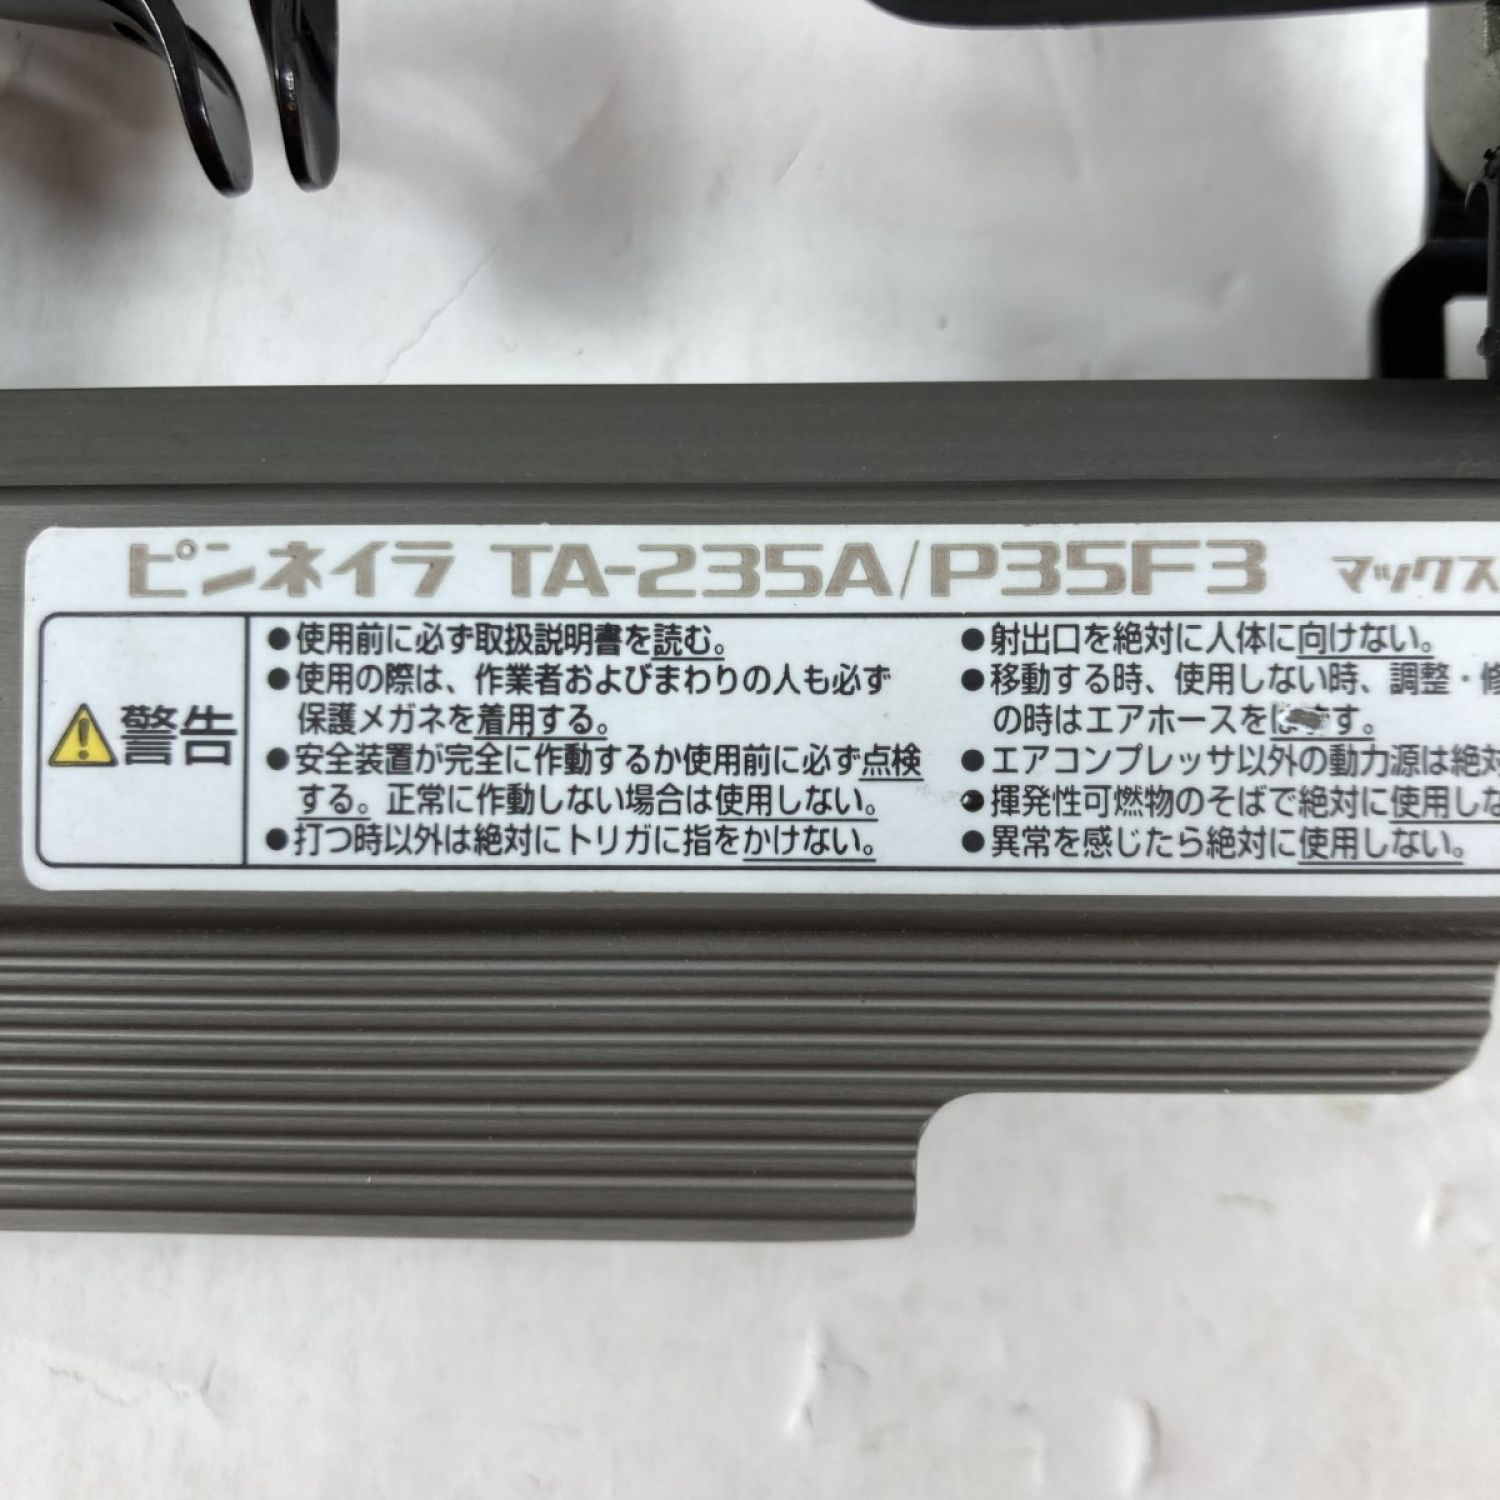 ピンネイラ TA-235A/P35F3 マックス
警告
●使用前に必ず取扱説明書を読む。
●使用の際は、作業者およびまわりの人も必ず
保護メガネを着用する。
●安全装置が完全に作動するか使用前に必ず点検
する。正常に作動しない場合は使用しない。
●打つ時以外は絶対にトリガに指をかけない。
●射出口を絶対に人体に向けない。
●移動する時、使用しない時、調整・修
の時はエアホースをはずす。
●エアコンプレッサ以外の動力源は絶対
●揮発性可燃物のそばで絶対に使用しな
●異常を感じたら絶対に使用しない。